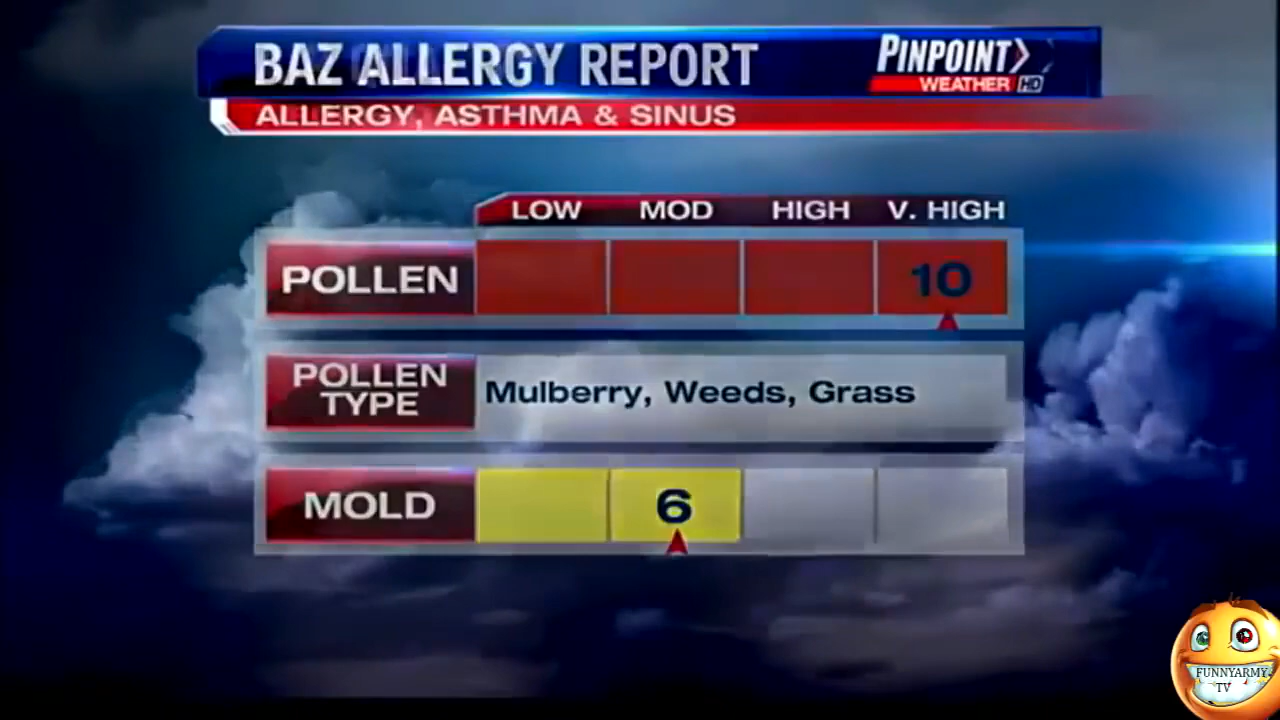 BAZ ALLERGY REPORT
PINPOINT
WEATHER HD
ALLERGY, ASTHMA & SINUS
LOW MOD HIGH V. HIGH
POLLEN 10
POLLEN
TYPE
Mulberry, Weeds, Grass
MOLD 6
FUNNYARMY
TV